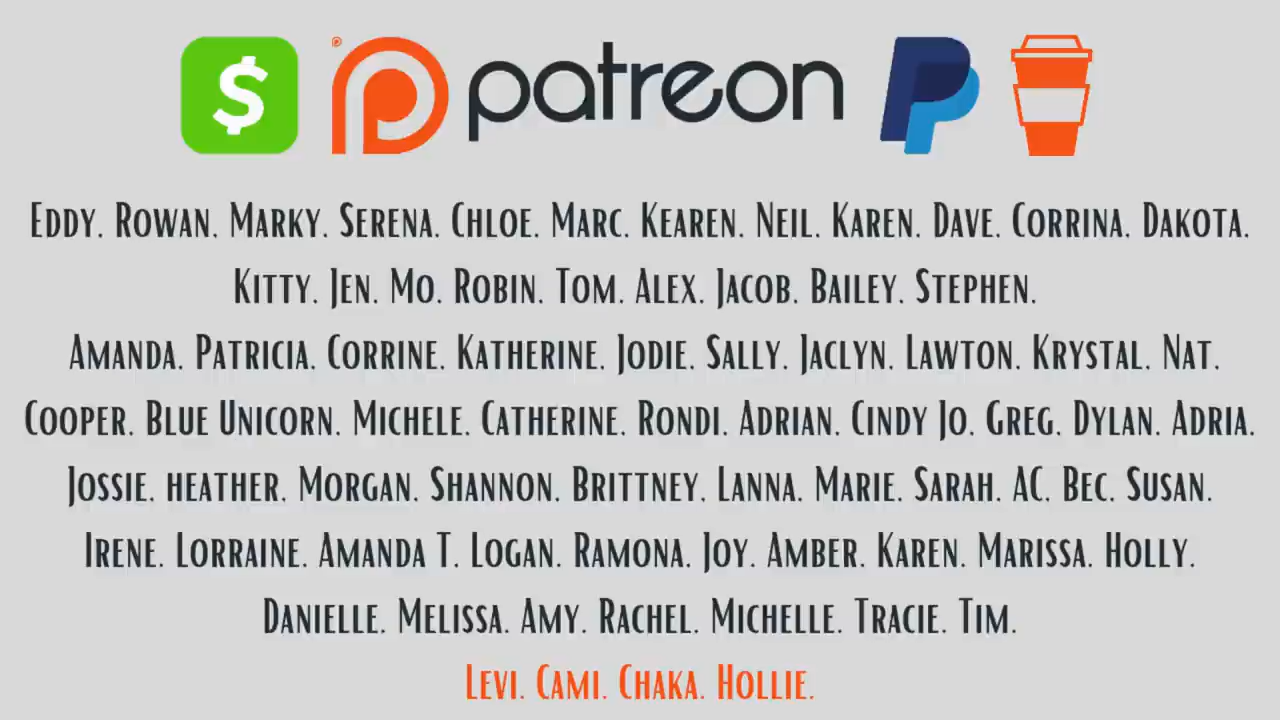 $ patreon
Eddy. Rowan. Marky. Serena. Chloe. Marc. Kearen. Neil. Karen. Dave. Corrina. Dakota.
Kitty. Jen. Mo. Robin. Tom. Alex. Jacob. Bailey. Stephen.
Amanda. Patricia. Corrine. Katherine. Jodie. Sally. Jaclyn. Lawton. Krystal. Nat.
Cooper. Blue Unicorn. Michele. Catherine. Rondi. Adrian. Cindy Jo. Greg. Dylan. Adria.
Jossie. heather. Morgan. Shannon. Brittney. Lanna. Marie. Sarah. AC. Bec. Susan.
Irene. Lorraine. Amanda T. Logan. Ramona. Joy. Amber. Karen. Marissa. Holly.
Danielle. Melissa. Amy. Rachel. Michelle. Tracie. Tim.
Levi. Cami. Chaka. Hollie.